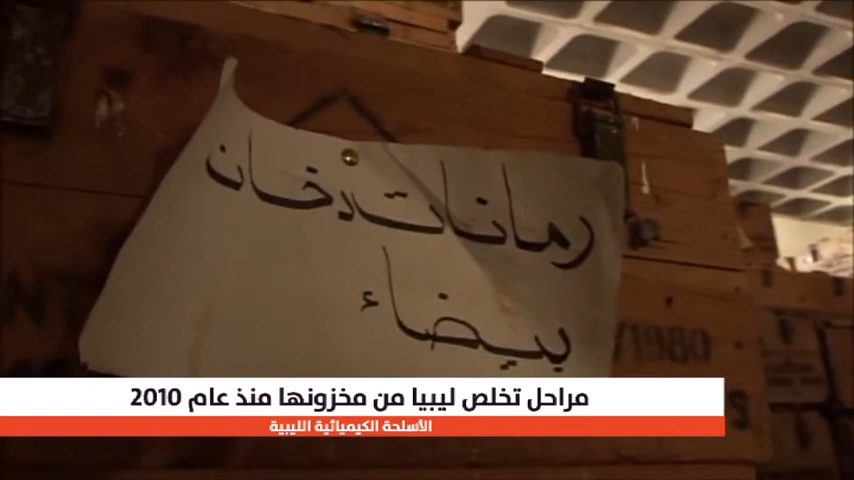 رمانات دخان
بيضاء
/1980
مراحل تخلص ليبيا من مخزونها منذ عام 2010
الأسلحة الكيميائية الليبية